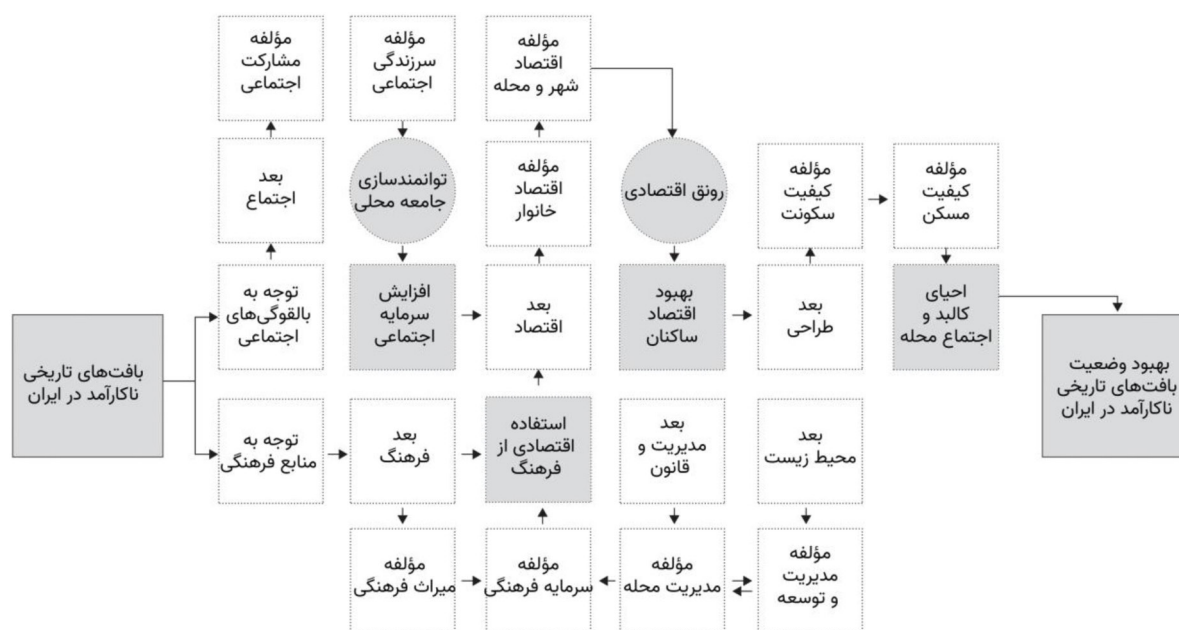 مؤلفه
مشارکت
اجتماعی
مؤلفه
سرزندگی
اجتماعی
مؤلفه
اقتصاد
شهر و محله
بعد
اجتماع
توانمندسازی
جامعه محلی
مؤلفه
اقتصاد
خانوار
رونق اقتصادی
مؤلفه
کیفیت
سکونت
مؤلفه
کیفیت
مسکن
توجه به
بالقوگی‌های
اجتماعی
افزایش
سرمایه
اجتماعی
بعد
اقتصاد
بهبود
اقتصاد
ساکنان
بعد
طراحی
احیای
کالبد و
اجتماع محله
بافت‌های تاریخی
ناکارآمد در ایران
بهبود وضعیت
بافت‌های تاریخی
ناکارآمد در ایران
توجه به
منابع فرهنگی
بعد
فرهنگ
استفاده
اقتصادی از
فرهنگ
بعد
مدیریت و
قانون
بعد
محیط زیست
مؤلفه
میراث فرهنگی
مؤلفه
سرمایه فرهنگی
مؤلفه
مدیریت محله
مؤلفه
مدیریت
و توسعه